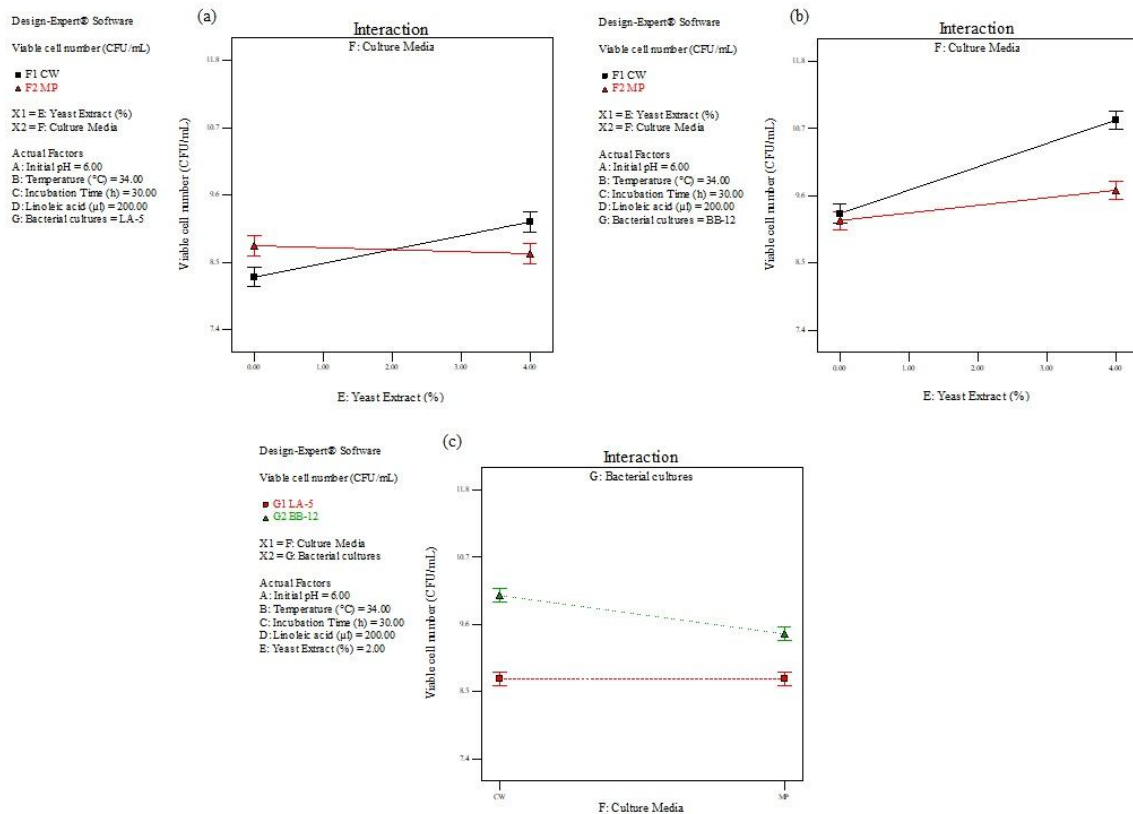 Design-Expert® Software
Viable cell number (CFU/mL)
F1 CW
F2 MP
X1 = E: Yeast Extract (%)
X2 = F: Culture Media
Actual Factors
A: Initial pH = 6.00
B: Temperature (°C) = 34.00
C: Incubation Time (h) = 30.00
D: Linoleic acid (µl) = 200.00
G: Bacterial cultures = LA-5
(a)
Interaction
F: Culture Media
Viable cell number (CFU/mL)
11.8
10.7
9.6
8.5
7.4
0.00 1.00 2.00 3.00 4.00
E: Yeast Extract (%)
Design-Expert® Software
Viable cell number (CFU/mL)
F1 CW
F2 MP
X1 = E: Yeast Extract (%)
X2 = F: Culture Media
Actual Factors
A: Initial pH = 6.00
B: Temperature (°C) = 34.00
C: Incubation Time (h) = 30.00
D: Linoleic acid (µl) = 200.00
G: Bacterial cultures = BB-12
(b)
Interaction
F: Culture Media
Viable cell number (CFU/mL)
11.8
10.7
9.6
8.5
7.4
0.00 1.00 2.00 3.00 4.00
E: Yeast Extract (%)
Design-Expert® Software
Viable cell number (CFU/mL)
G1 LA-5
G2 BB-12
X1 = F: Culture Media
X2 = G: Bacterial cultures
Actual Factors
A: Initial pH = 6.00
B: Temperature (°C) = 34.00
C: Incubation Time (h) = 30.00
D: Linoleic acid (µl) = 200.00
E: Yeast Extract (%) = 2.00
(c)
Interaction
G: Bacterial cultures
Viable cell number (CFU/mL)
11.8
10.7
9.6
8.5
7.4
CW MP
F: Culture Media